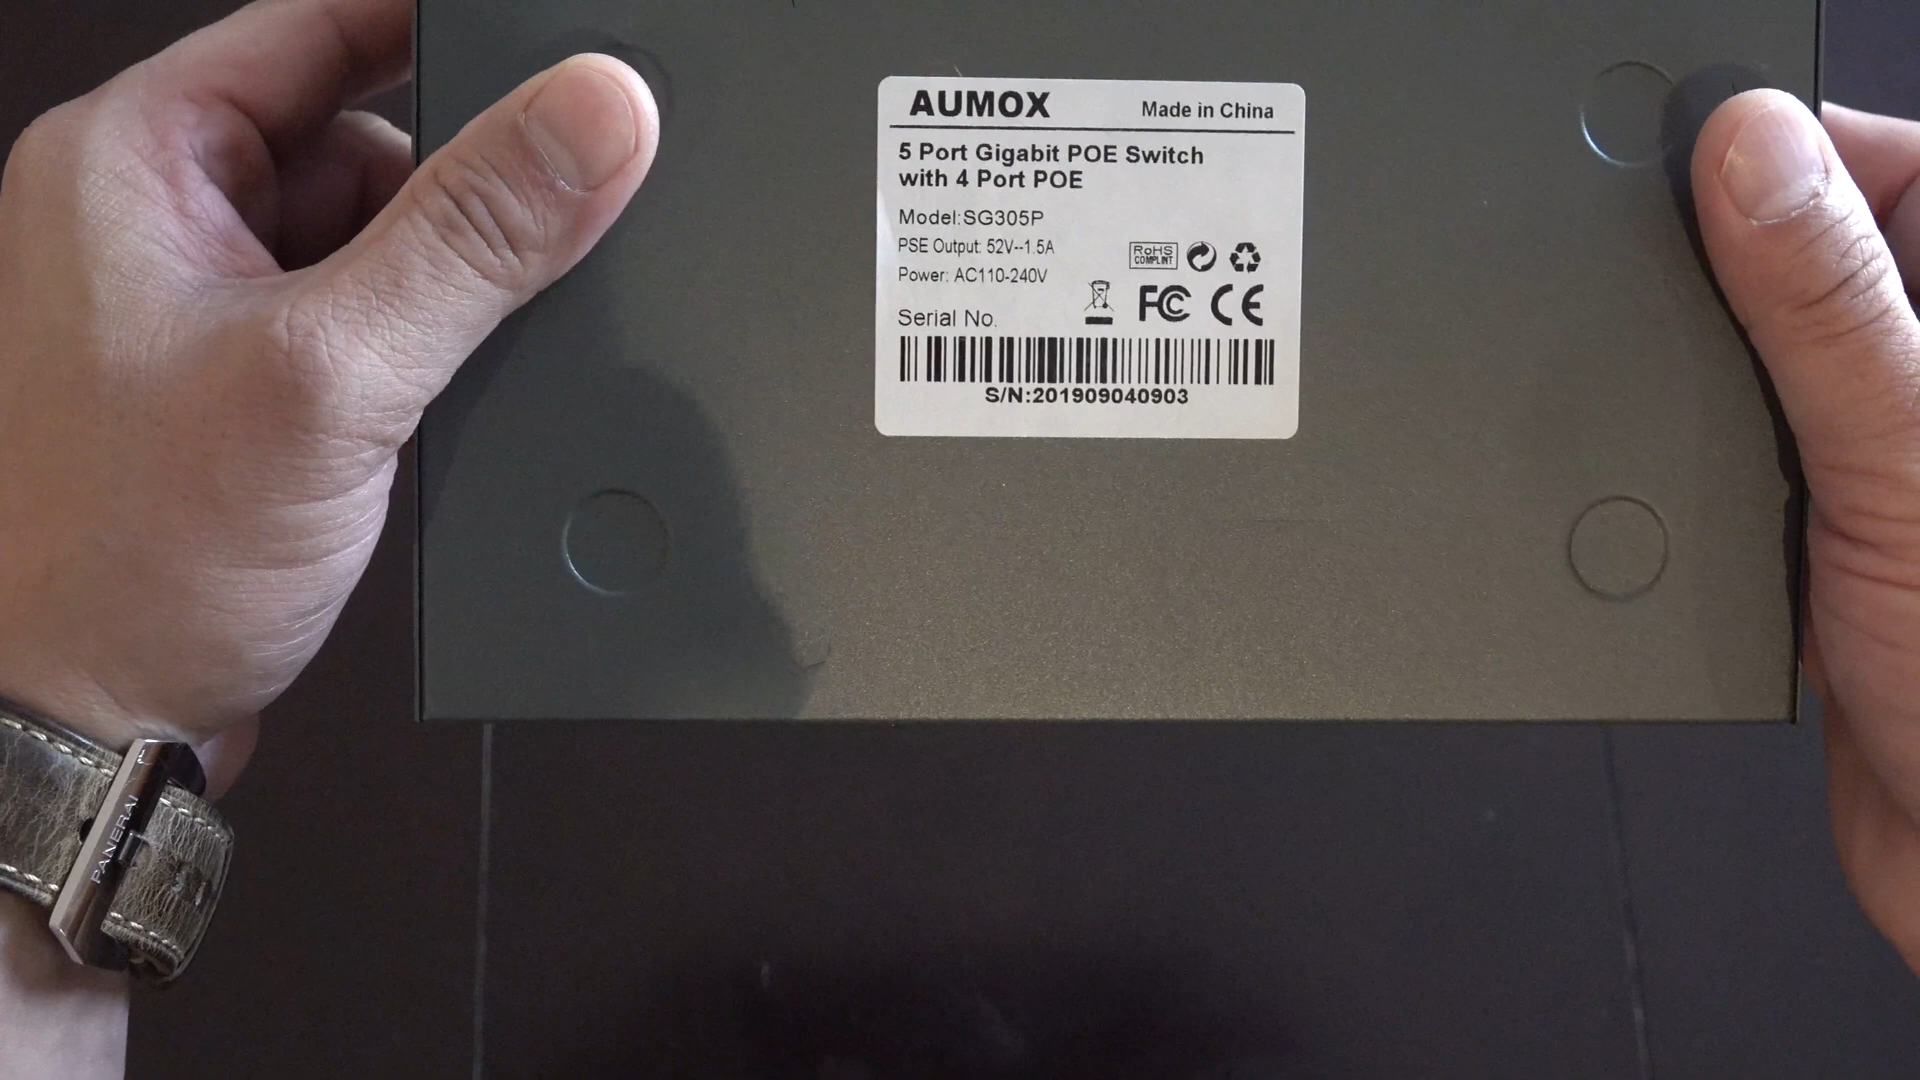 AUMOX
Made in China
5 Port Gigabit POE Switch
with 4 Port POE
Model:SG305P
PSE Output: 52V--1.5A
Power: AC110-240V
RoHS
COMPLINT
FC CE
Serial No.
S/N:201909040903
PANERAI